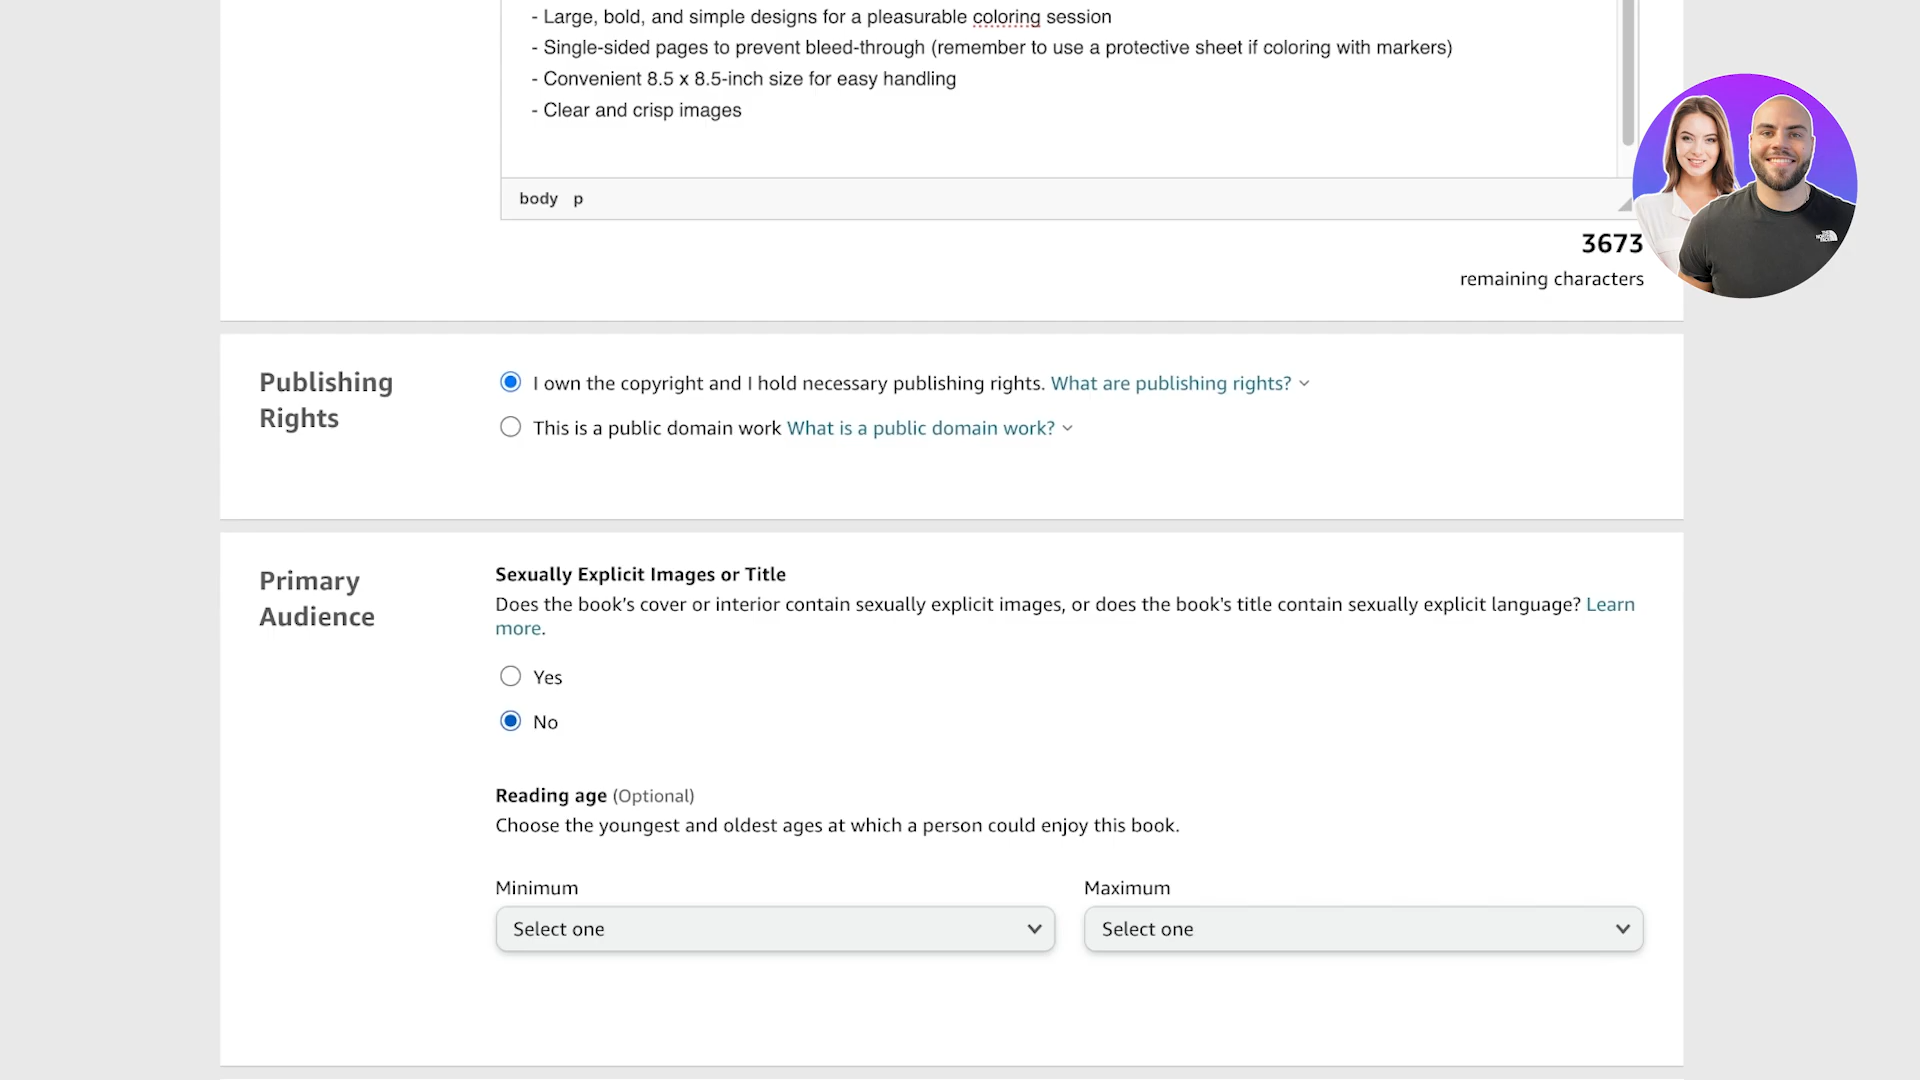 - Large, bold, and simple designs for a pleasurable coloring session
- Single-sided pages to prevent bleed-through (remember to use a protective sheet if coloring with markers)
- Convenient 8.5 x 8.5-inch size for easy handling
- Clear and crisp images
body p
3673
remaining characters
Publishing
Rights
I own the copyright and I hold necessary publishing rights. What are publishing rights?
This is a public domain work What is a public domain work?
Primary
Audience
Sexually Explicit Images or Title
Does the book's cover or interior contain sexually explicit images, or does the book's title contain sexually explicit language? Learn
more.
Yes
No
Reading age (Optional)
Choose the youngest and oldest ages at which a person could enjoy this book.
Minimum
Maximum
Select one
Select one